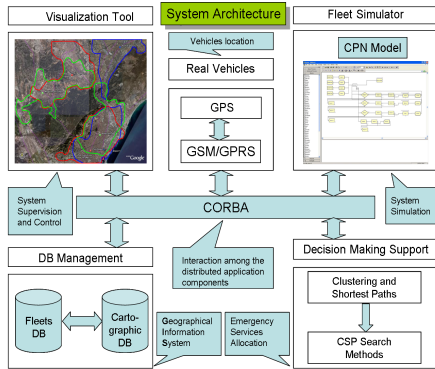 Visualization Tool
System Architecture
Fleet Simulator
Vehicles location
Real Vehicles
CPN Model
GPS
GSM/GPRS
Google
System
Supervision
and Control
CORBA
System
Simulation
DB Management
Interaction among the
distributed application
components
Decision Making Support
Fleets
DB
Carto-
graphic
DB
Clustering and
Shortest Paths
CSP Search
Methods
Geographical
Information
System
Emergency
Services
Allocation